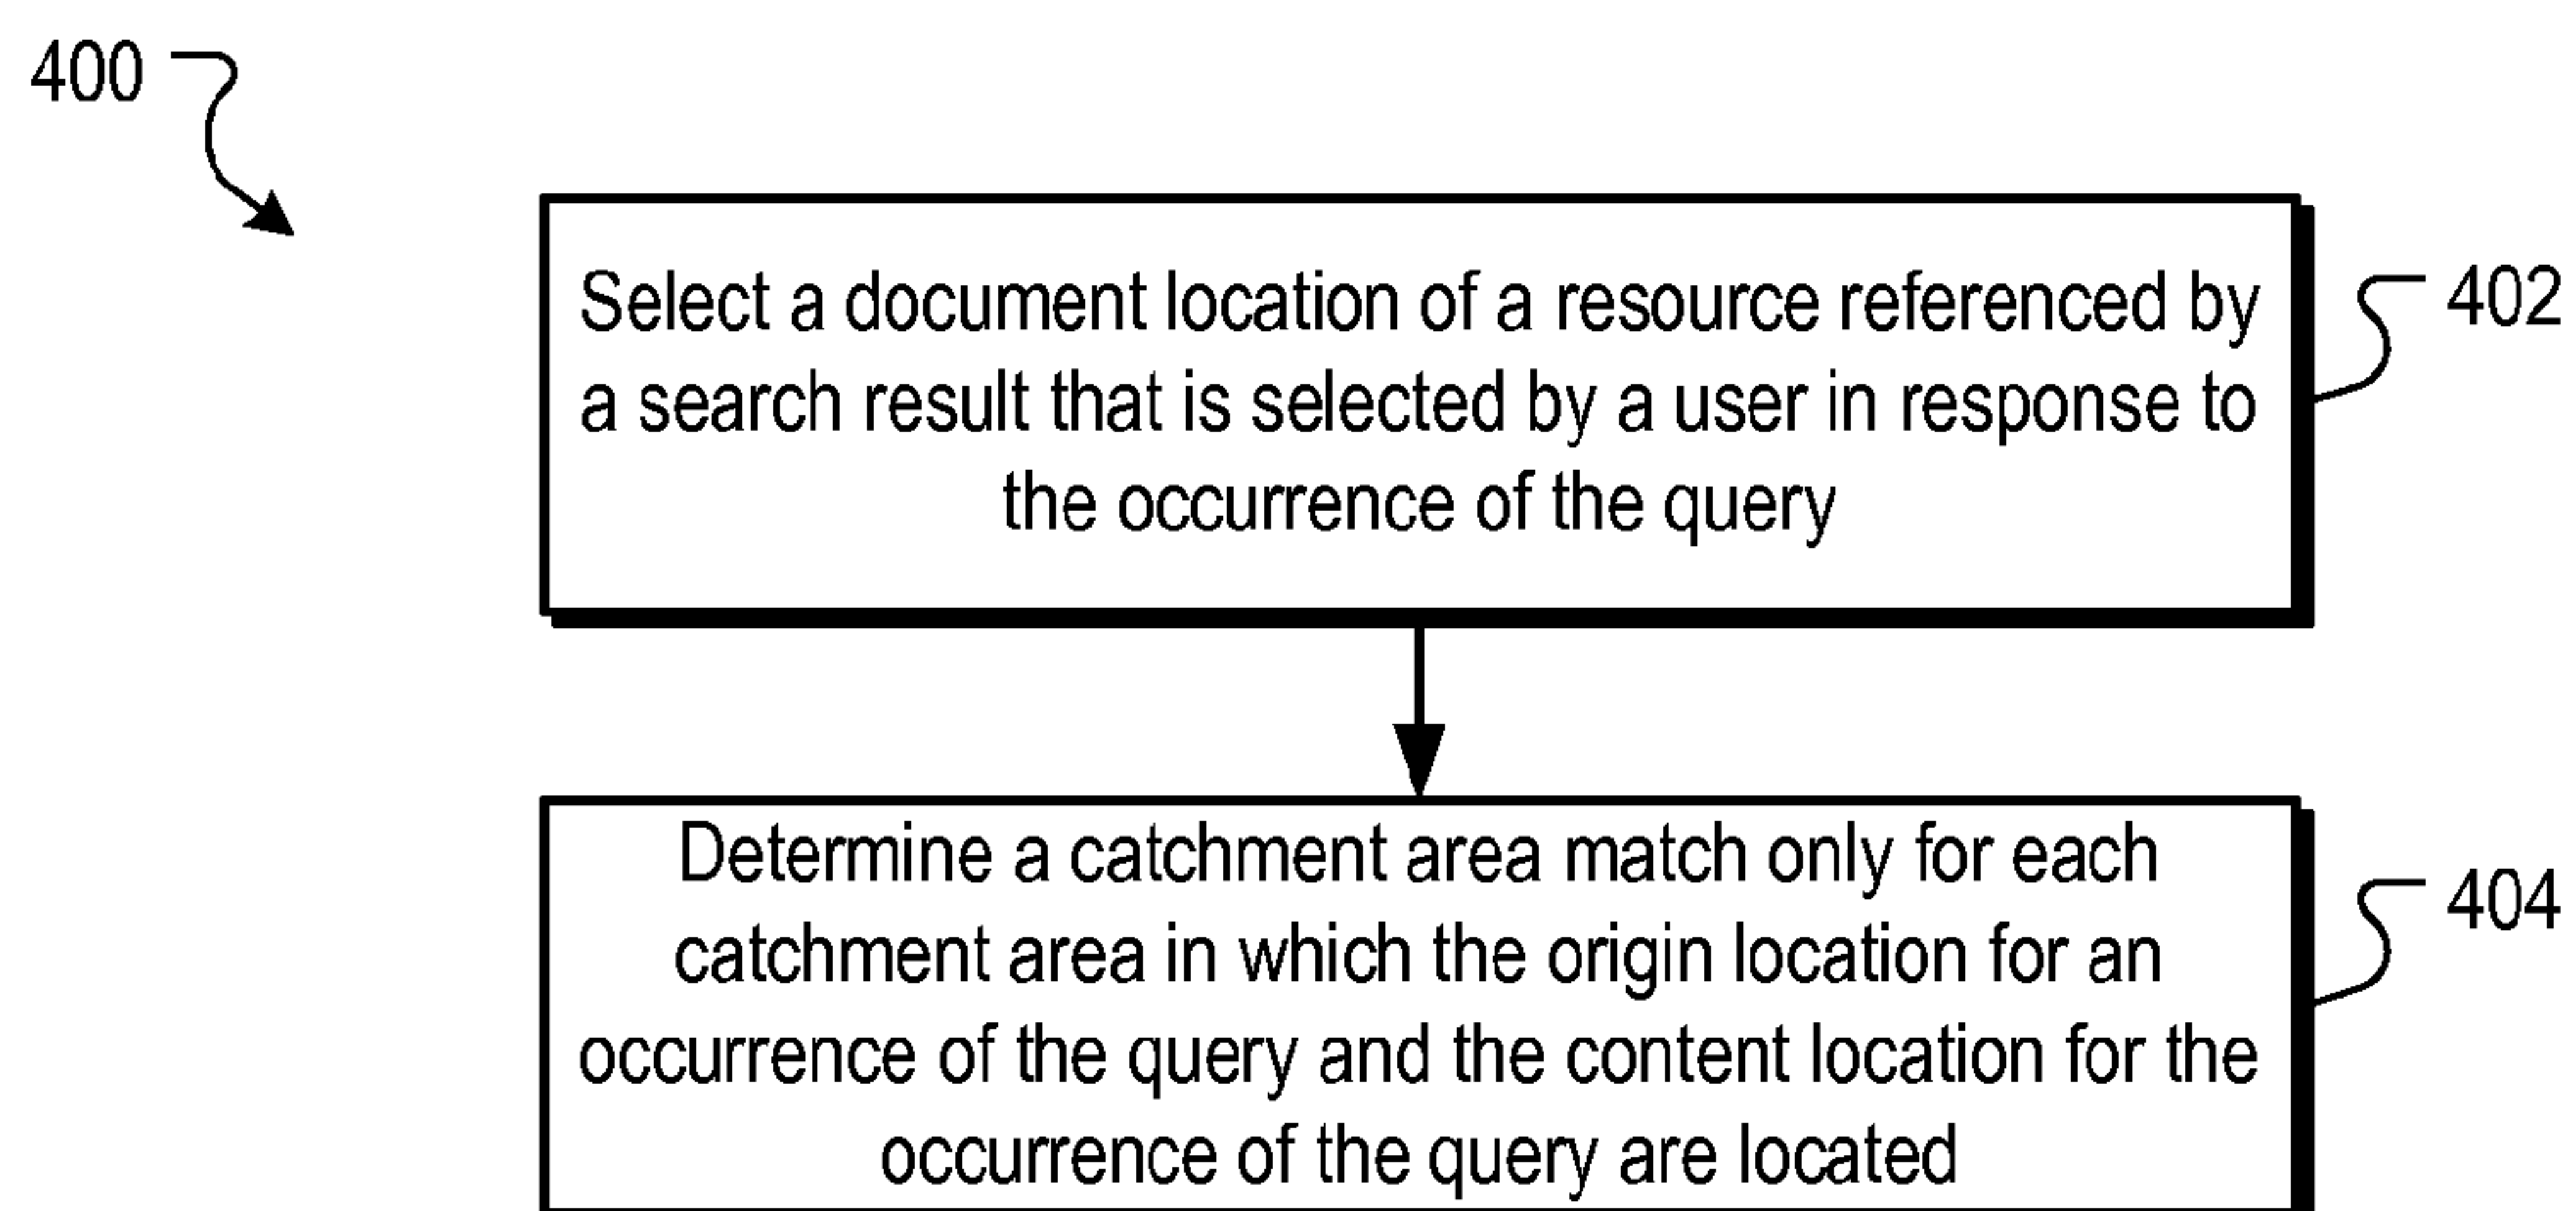 400
Select a document location of a resource referenced by
a search result that is selected by a user in response to
the occurrence of the query
402
Determine a catchment area match only for each
catchment area in which the origin location for an
occurrence of the query and the content location for the
occurrence of the query are located
404